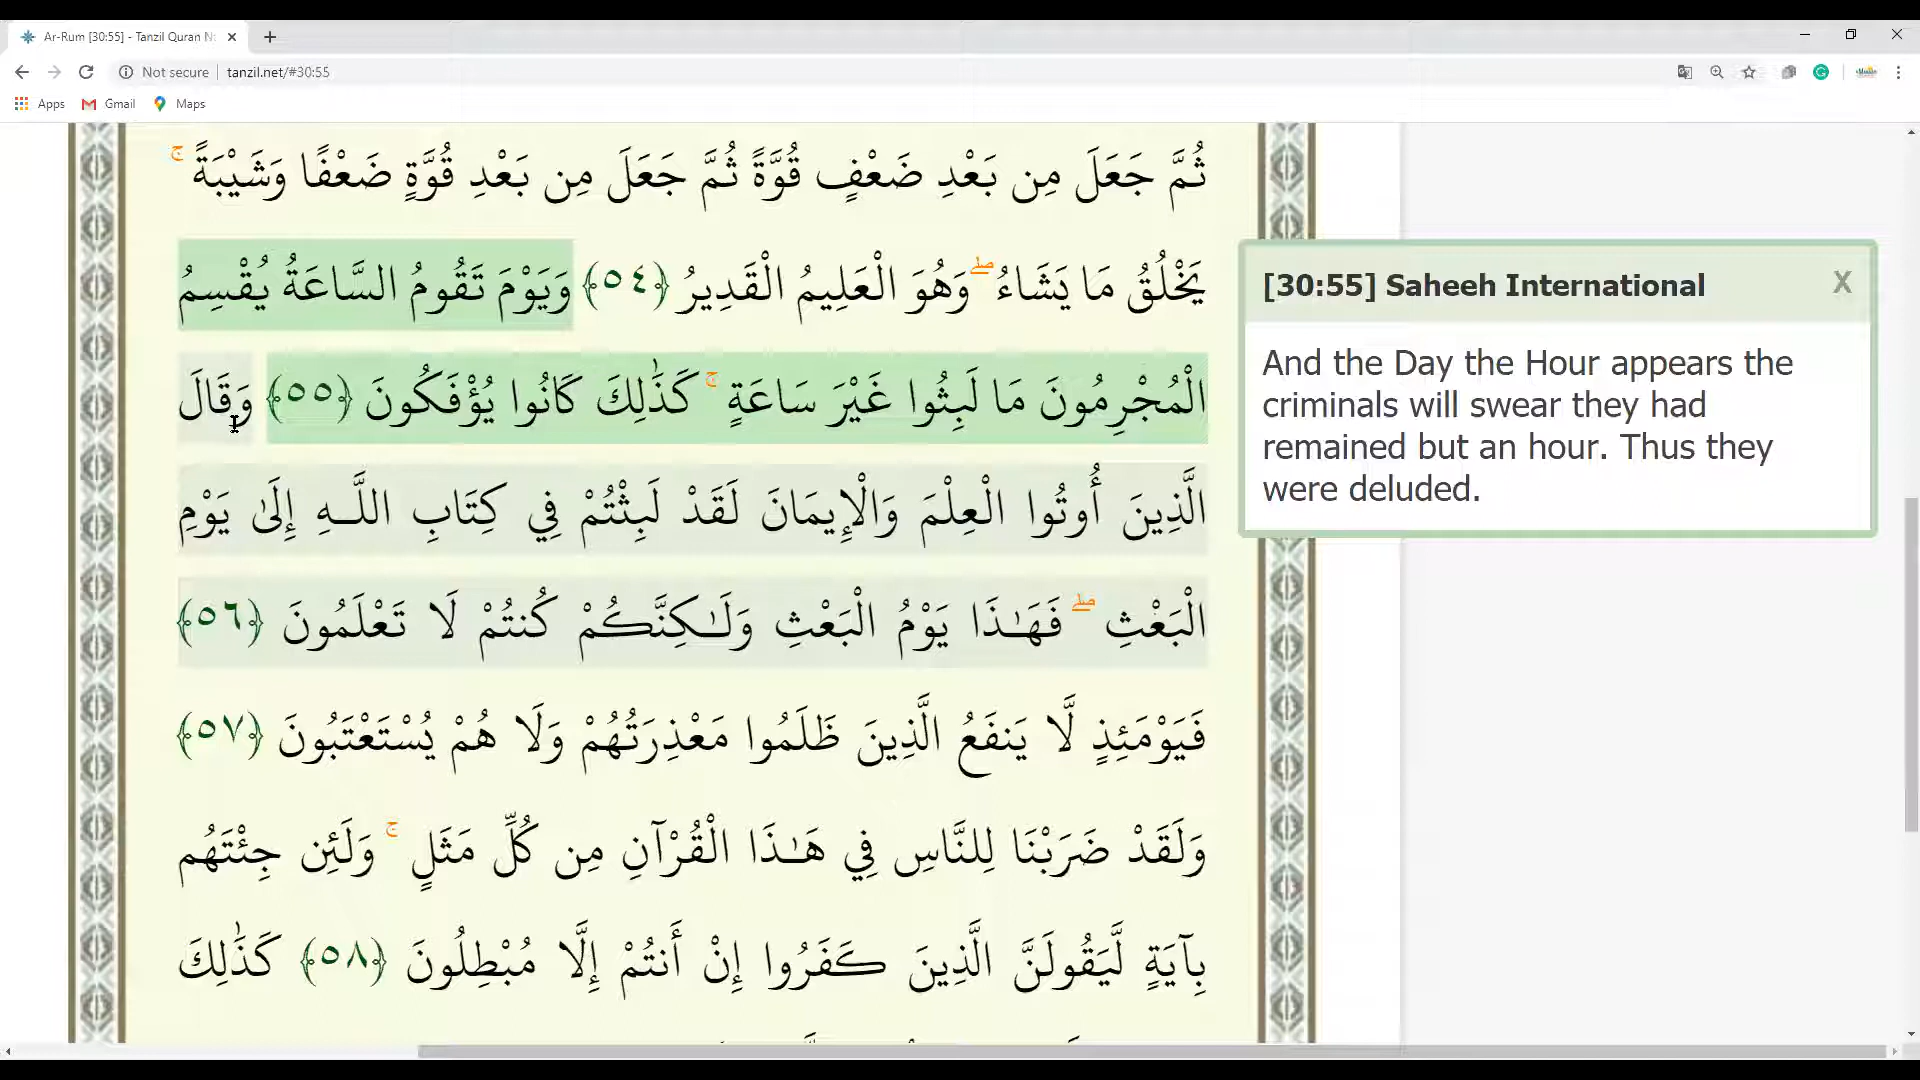 Ar-Rum [30:55] - Tanzil Quran N
Not secure | tanzil.net/#30:55
Apps Gmail Maps
ثُمَّ جَعَلَ مِن بَعْدِ ضَعْفٍ قُوَّةً ثُمَّ جَعَلَ مِن بَعْدِ قُوَّةٍ ضَعْفًا وَشَيْبَةً ۚ
يَخْلُقُ مَا يَشَاءُ ۖ وَهُوَ الْعَلِيمُ الْقَدِيرُ ﴿٥٤﴾ وَيَوْمَ تَقُومُ السَّاعَةُ يُقْسِمُ
الْمُجْرِمُونَ مَا لَبِثُوا غَيْرَ سَاعَةٍ ۚ كَذَٰلِكَ كَانُوا يُؤْفَكُونَ ﴿٥٥﴾ وَقَالَ
الَّذِينَ أُوتُوا الْعِلْمَ وَالْإِيمَانَ لَقَدْ لَبِثْتُمْ فِي كِتَابِ اللَّـهِ إِلَىٰ يَوْمِ
الْبَعْثِ ۖ فَهَـٰذَا يَوْمُ الْبَعْثِ وَلَـٰكِنَّكُمْ كُنتُمْ لَا تَعْلَمُونَ ﴿٥٦﴾
فَيَوْمَئِذٍ لَّا يَنفَعُ الَّذِينَ ظَلَمُوا مَعْذِرَتُهُمْ وَلَا هُمْ يُسْتَعْتَبُونَ ﴿٥٧﴾
وَلَقَدْ ضَرَبْنَا لِلنَّاسِ فِي هَـٰذَا الْقُرْآنِ مِن كُلِّ مَثَلٍ ۚ وَلَئِن جِئْتَهُم
بِآيَةٍ لَّيَقُولَنَّ الَّذِينَ كَفَرُوا إِنْ أَنتُمْ إِلَّا مُبْطِلُونَ ﴿٥٨﴾ كَذَٰلِكَ
[30:55] Saheeh International X
And the Day the Hour appears the
criminals will swear they had
remained but an hour. Thus they
were deluded.